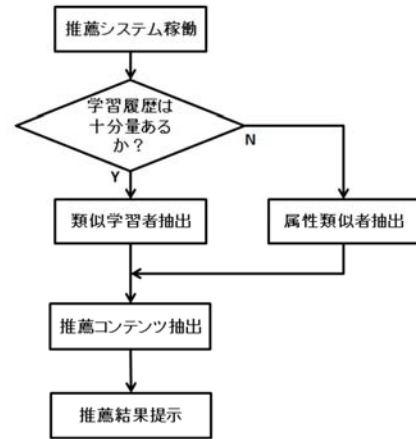 推薦システム稼働
学習履歴は
十分量ある
か？
N
Y
類似学習者抽出
属性類似者抽出
推薦コンテンツ抽出
推薦結果提示